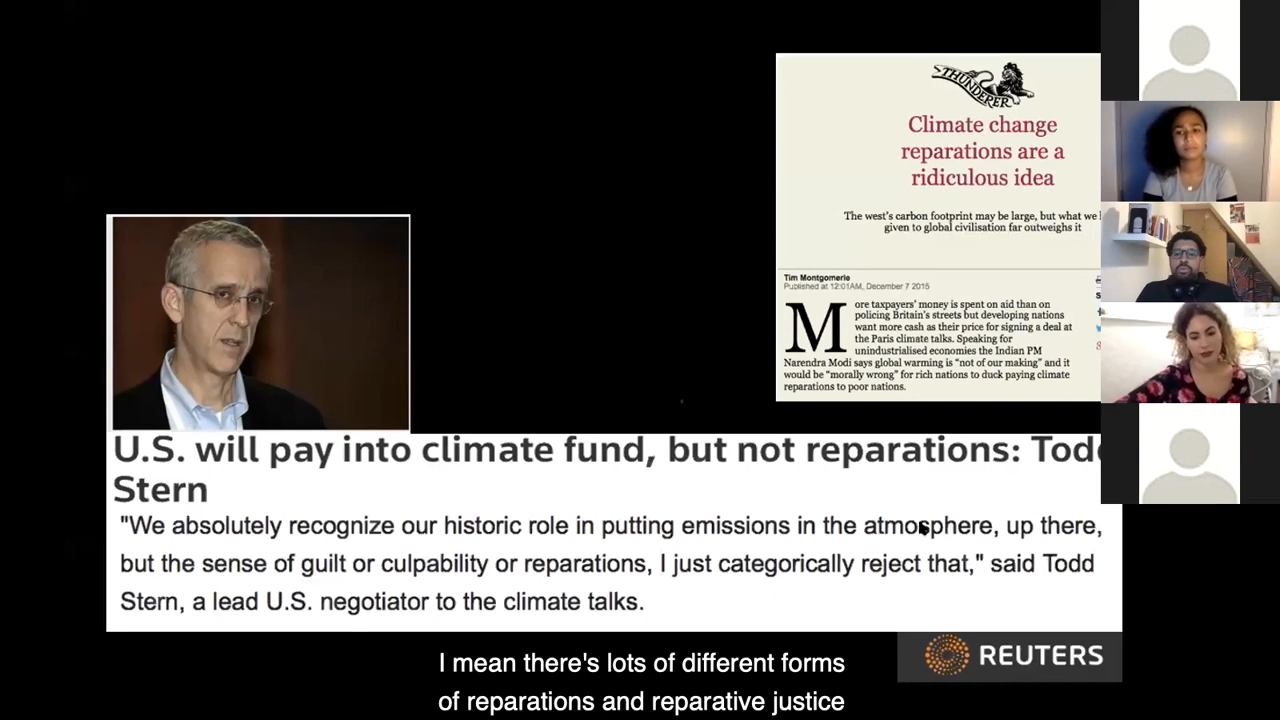 THUNDERER
Climate change
reparations are a
ridiculous idea
The west's carbon footprint may be large, but what we
given to global civilisation far outweighs it
Tim Montgomerie
Published at 12:01AM, December 7 2015
More taxpayers' money is spent on aid than on
policing Britain's streets but developing nations
want more cash as their price for signing a deal at
the Paris climate talks. Speaking for
unindustrialised economies the Indian PM
Narendra Modi says global warming is "not of our making" and it
would be "morally wrong" for rich nations to duck paying climate
reparations to poor nations.
U.S. will pay into climate fund, but not reparations: Todd
Stern
"We absolutely recognize our historic role in putting emissions in the atmosphere, up there,
but the sense of guilt or culpability or reparations, I just categorically reject that," said Todd
Stern, a lead U.S. negotiator to the climate talks.
REUTERS
I mean there's lots of different forms
of reparations and reparative justice